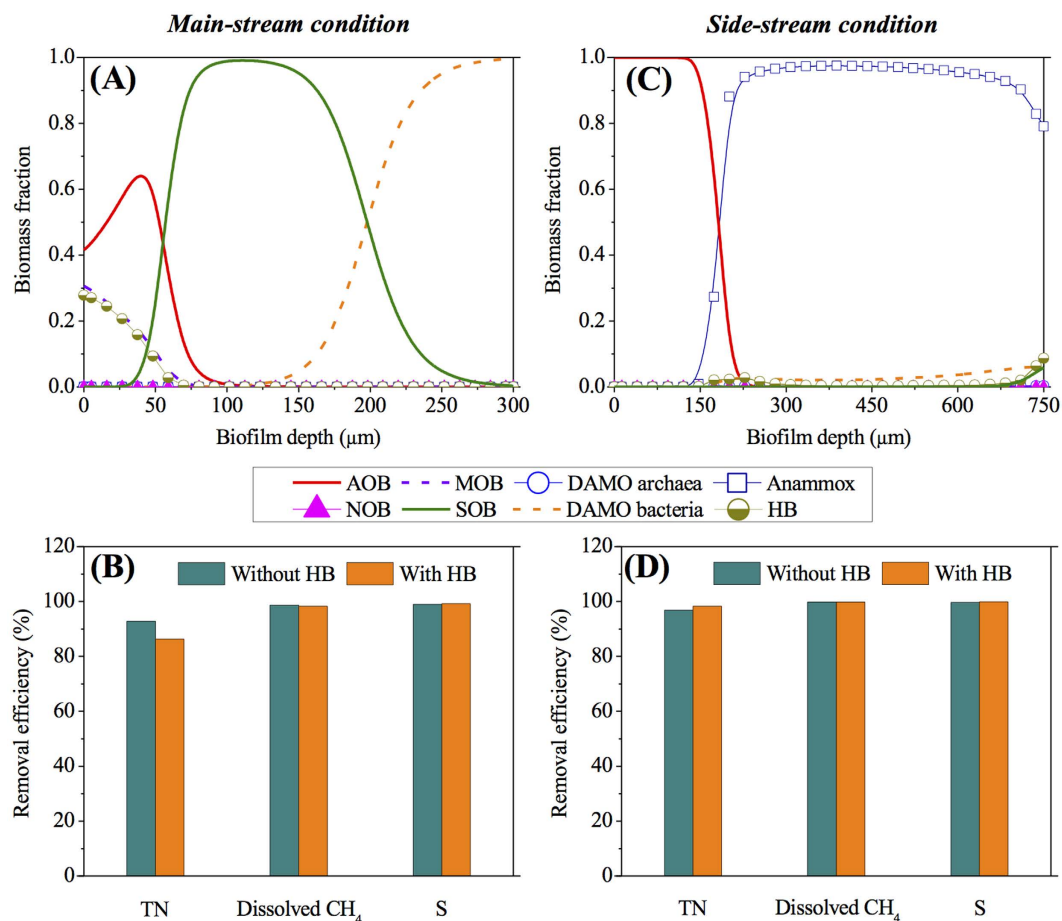 Main-stream condition
Side-stream condition
(A)
1.0
0.8
0.6
0.4
0.2
0.0
Biomass fraction
0 50 100 150 200 250 300
Biofilm depth (μm)
(C)
1.0
0.8
0.6
0.4
0.2
0.0
Biomass fraction
0 150 300 450 600 750
Biofilm depth (μm)
AOB MOB DAMO archaea Anammox
NOB SOB DAMO bacteria HB
(B)
Without HB With HB
120
100
80
60
40
20
0
Removal efficiency (%)
TN Dissolved CH₄ S
(D)
Without HB With HB
120
100
80
60
40
20
0
Removal efficiency (%)
TN Dissolved CH₄ S